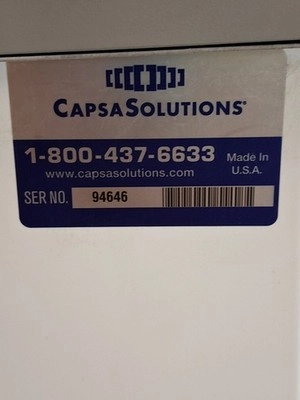 CAPSASOLUTIONS
1-800-437-6633
Made In
U.S.A.
www.capsasolutions.com
SER NO. 94646